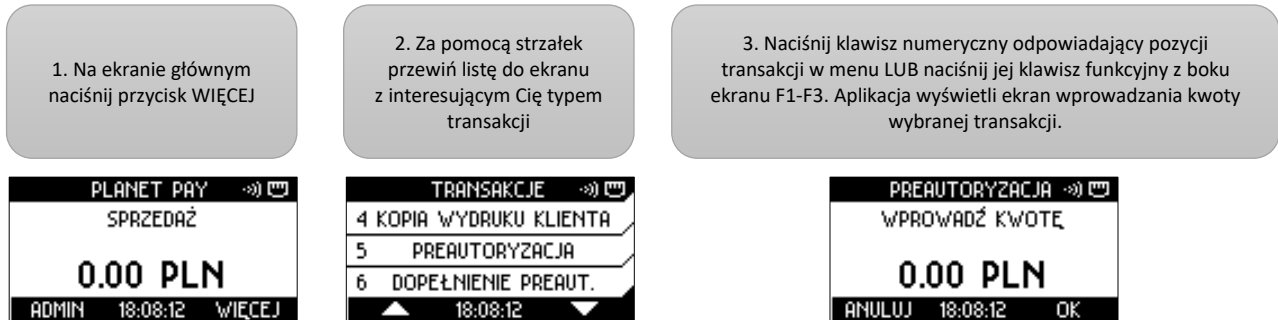 1. Na ekranie głównym
naciśnij przycisk WIĘCEJ
2. Za pomocą strzałek
przewiń listę do ekranu
z interesującym Cię typem
transakcji
3. Naciśnij klawisz numeryczny odpowiadający pozycji
transakcji w menu LUB naciśnij jej klawisz funkcyjny z boku
ekranu F1-F3. Aplikacja wyświetli ekran wprowadzania kwoty
wybranej transakcji.
PLANET PAY
SPRZEDAŻ
0.00 PLN
ADMIN 18:08:12 WIĘCEJ
TRANSAKCJE
4 KOPIA WYDRUKU KLIENTA
5 PREAUTORYZACJA
6 DOPEŁNIENIE PREAUT.
18:08:12
PREAUTORYZACJA
WPROWADŹ KWOTĘ
0.00 PLN
ANULUJ 18:08:12 OK